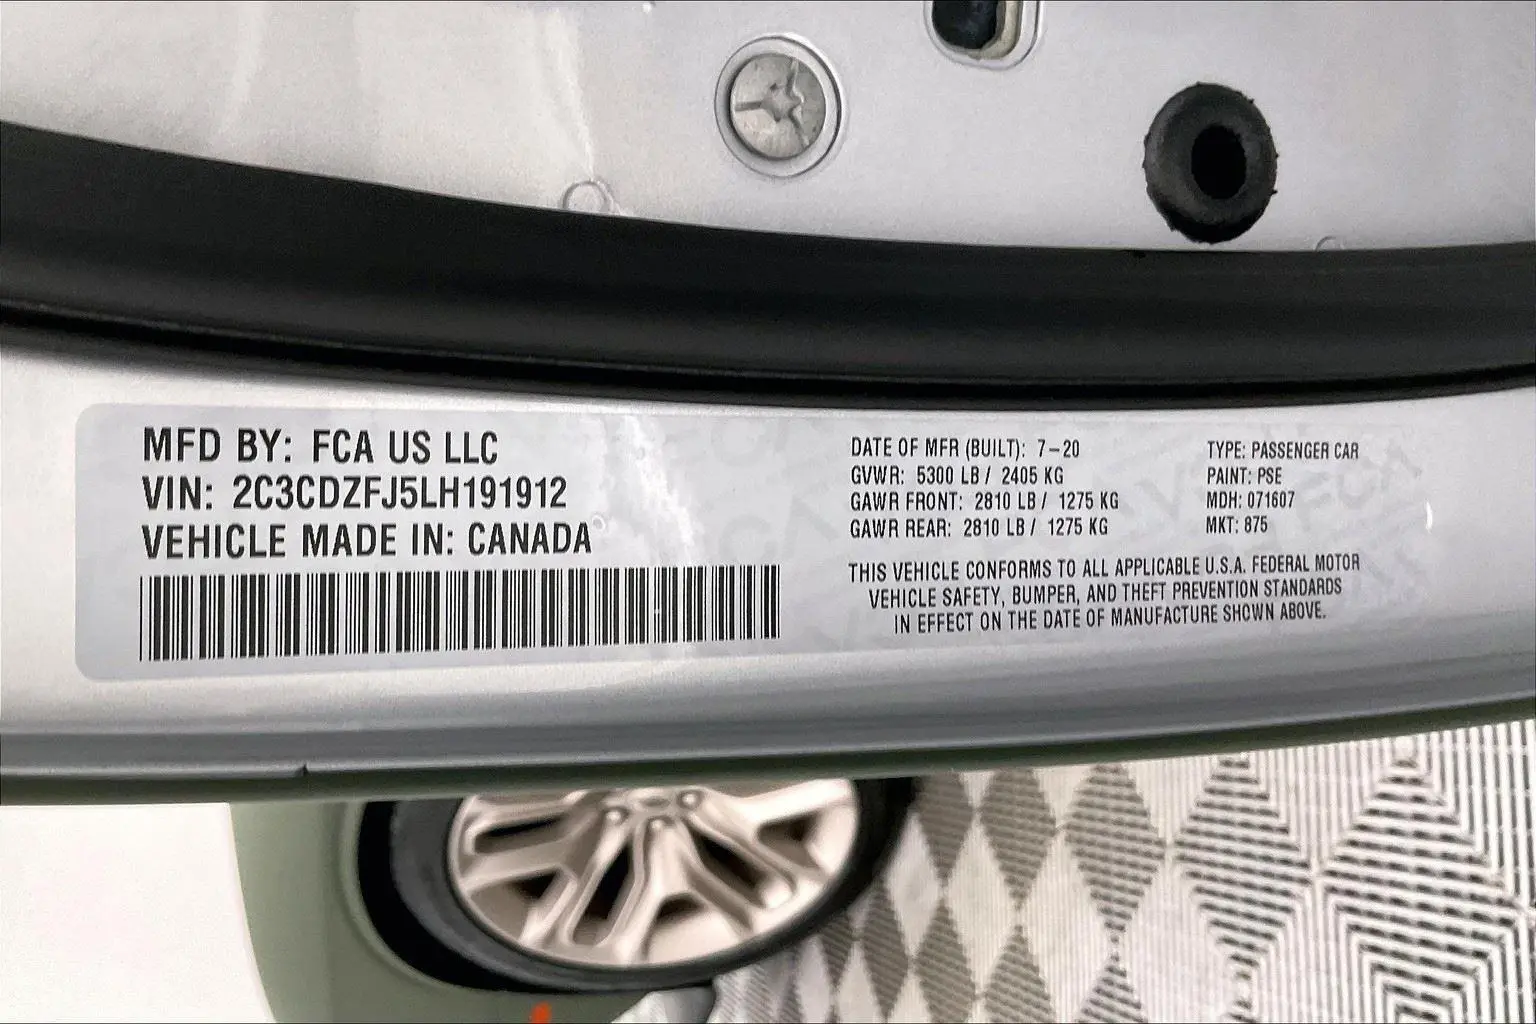 MFD BY: FCA US LLC
VIN: 2C3CDZFJ5LH191912
VEHICLE MADE IN: CANADA
DATE OF MFR (BUILT): 7-20
GVWR: 5300 LB / 2405 KG
GAWR FRONT: 2810 LB / 1275 KG
GAWR REAR: 2810 LB / 1275 KG
TYPE: PASSENGER CAR
PAINT: PSE
MDH: 071607
MKT: 875
THIS VEHICLE CONFORMS TO ALL APPLICABLE U.S.A. FEDERAL MOTOR
VEHICLE SAFETY, BUMPER, AND THEFT PREVENTION STANDARDS
IN EFFECT ON THE DATE OF MANUFACTURE SHOWN ABOVE.